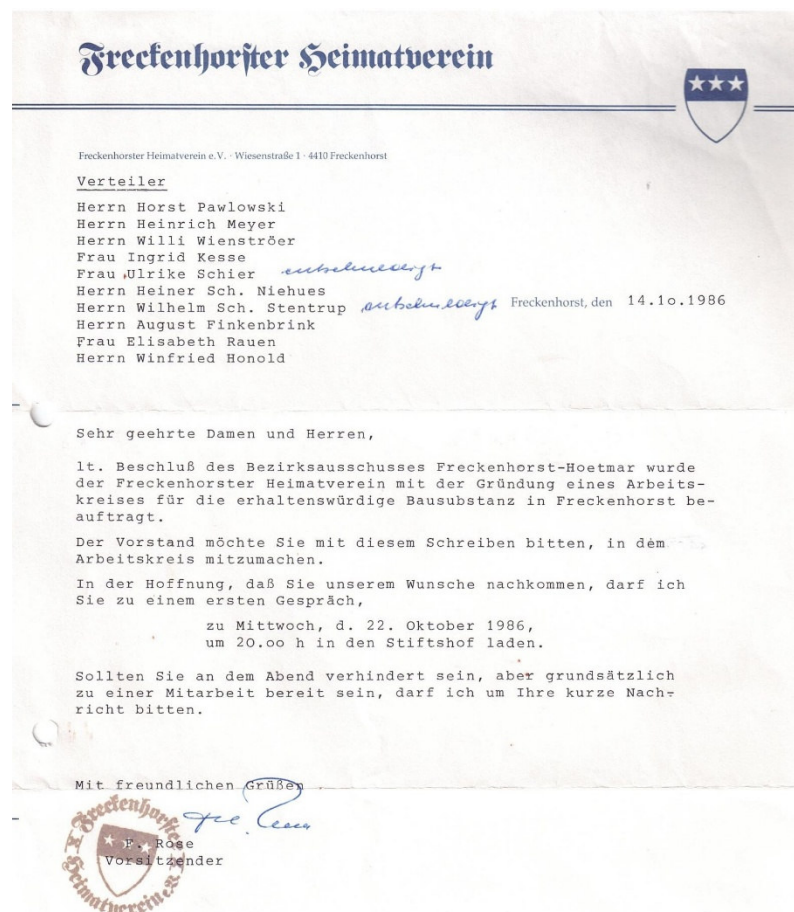 Freckenhorster Heimatverein
Freckenhorster Heimatverein e.V. · Wiesenstraße 1 · 4410 Freckenhorst
Verteiler
Herrn Horst Pawlowski
Herrn Heinrich Meyer
Herrn Willi Wienströer
Frau Ingrid Kesse
Frau Ulrike Schier entschuldigt
Herrn Heiner Sch. Niehues
Herrn Wilhelm Sch. Stentrup entschuldigt Freckenhorst, den 14.1o.1986
Herrn August Finkenbrink
Frau Elisabeth Rauen
Herrn Winfried Honold
Sehr geehrte Damen und Herren,
lt. Beschluß des Bezirksausschusses Freckenhorst-Hoetmar wurde
der Freckenhorster Heimatverein mit der Gründung eines Arbeits-
kreises für die erhaltenswürdige Bausubstanz in Freckenhorst be-
auftragt.
Der Vorstand möchte Sie mit diesem Schreiben bitten, in dem
Arbeitskreis mitzumachen.
In der Hoffnung, daß Sie unserem Wunsche nachkommen, darf ich
Sie zu einem ersten Gespräch,
zu Mittwoch, d. 22. Oktober 1986,
um 20.oo h in den Stiftshof laden.
Sollten Sie an dem Abend verhindert sein, aber grundsätzlich
zu einer Mitarbeit bereit sein, darf ich um Ihre kurze Nach-
richt bitten.
Mit freundlichen Grüßen
F. Rose
Vorsitzender
Freckenhorster
Heimatverein e.V.